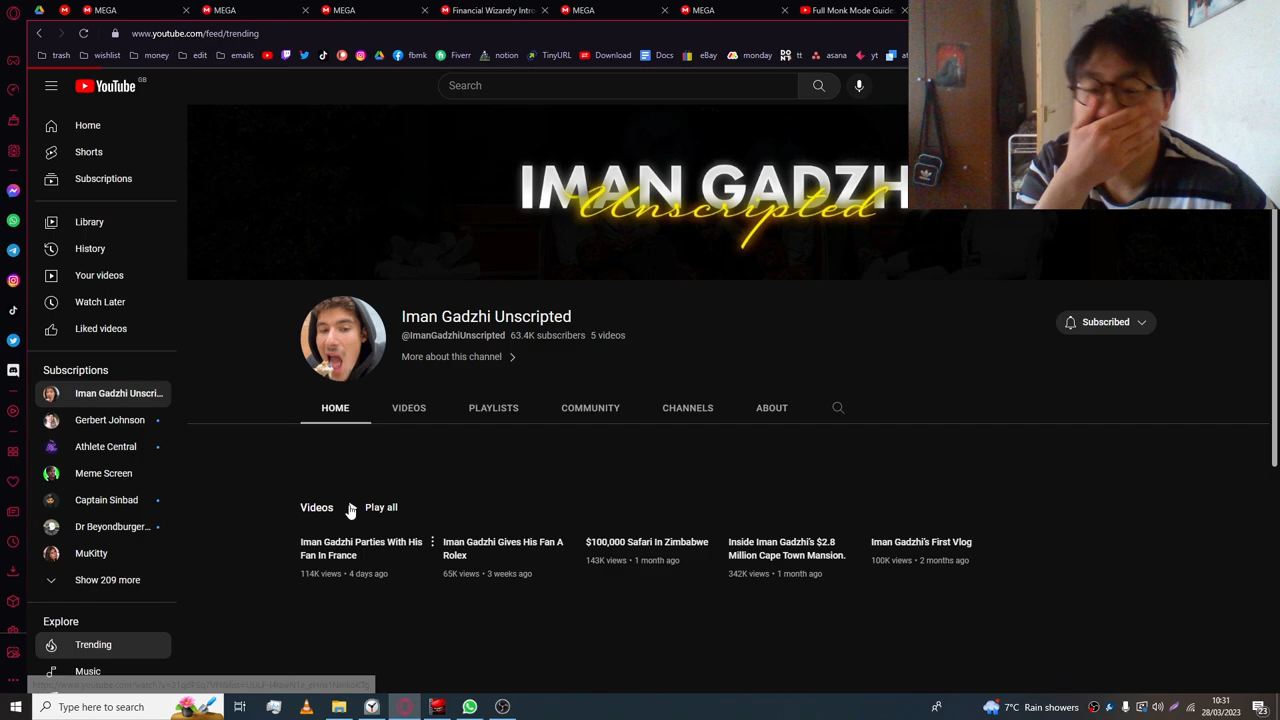 MEGA
MEGA
MEGA
Financial Wizardry Intro
MEGA
MEGA
Full Monk Mode Guide:
www.youtube.com/feed/trending
trash
wishlist
money
edit
emails
fbmk
Fiverr
notion
TinyURL
Download
Docs
eBay
monday
asana
yt
YouTube GB
Search
Home
Shorts
Subscriptions
Library
History
Your videos
Watch Later
Liked videos
Subscriptions
Iman Gadzhi Unscri...
Gerbert Johnson
Athlete Central
Meme Screen
Captain Sinbad
Dr Beyondburger...
MuKitty
Show 209 more
Explore
Trending
Music
IMAN GADZH
Unscripted
Iman Gadzhi Unscripted
@ImanGadzhiUnscripted 63.4K subscribers 5 videos
More about this channel
Subscribed
HOME
VIDEOS
PLAYLISTS
COMMUNITY
CHANNELS
ABOUT
Videos
Play all
Iman Gadzhi Parties With His
Fan In France
114K views • 4 days ago
Iman Gadzhi Gives His Fan A
Rolex
65K views • 3 weeks ago
$100,000 Safari In Zimbabwe
143K views • 1 month ago
Inside Iman Gadzhi's $2.8
Million Cape Town Mansion.
342K views • 1 month ago
Iman Gadzhi's First Vlog
100K views • 2 months ago
Type here to search
7°C Rain showers
10:31
28/03/2023